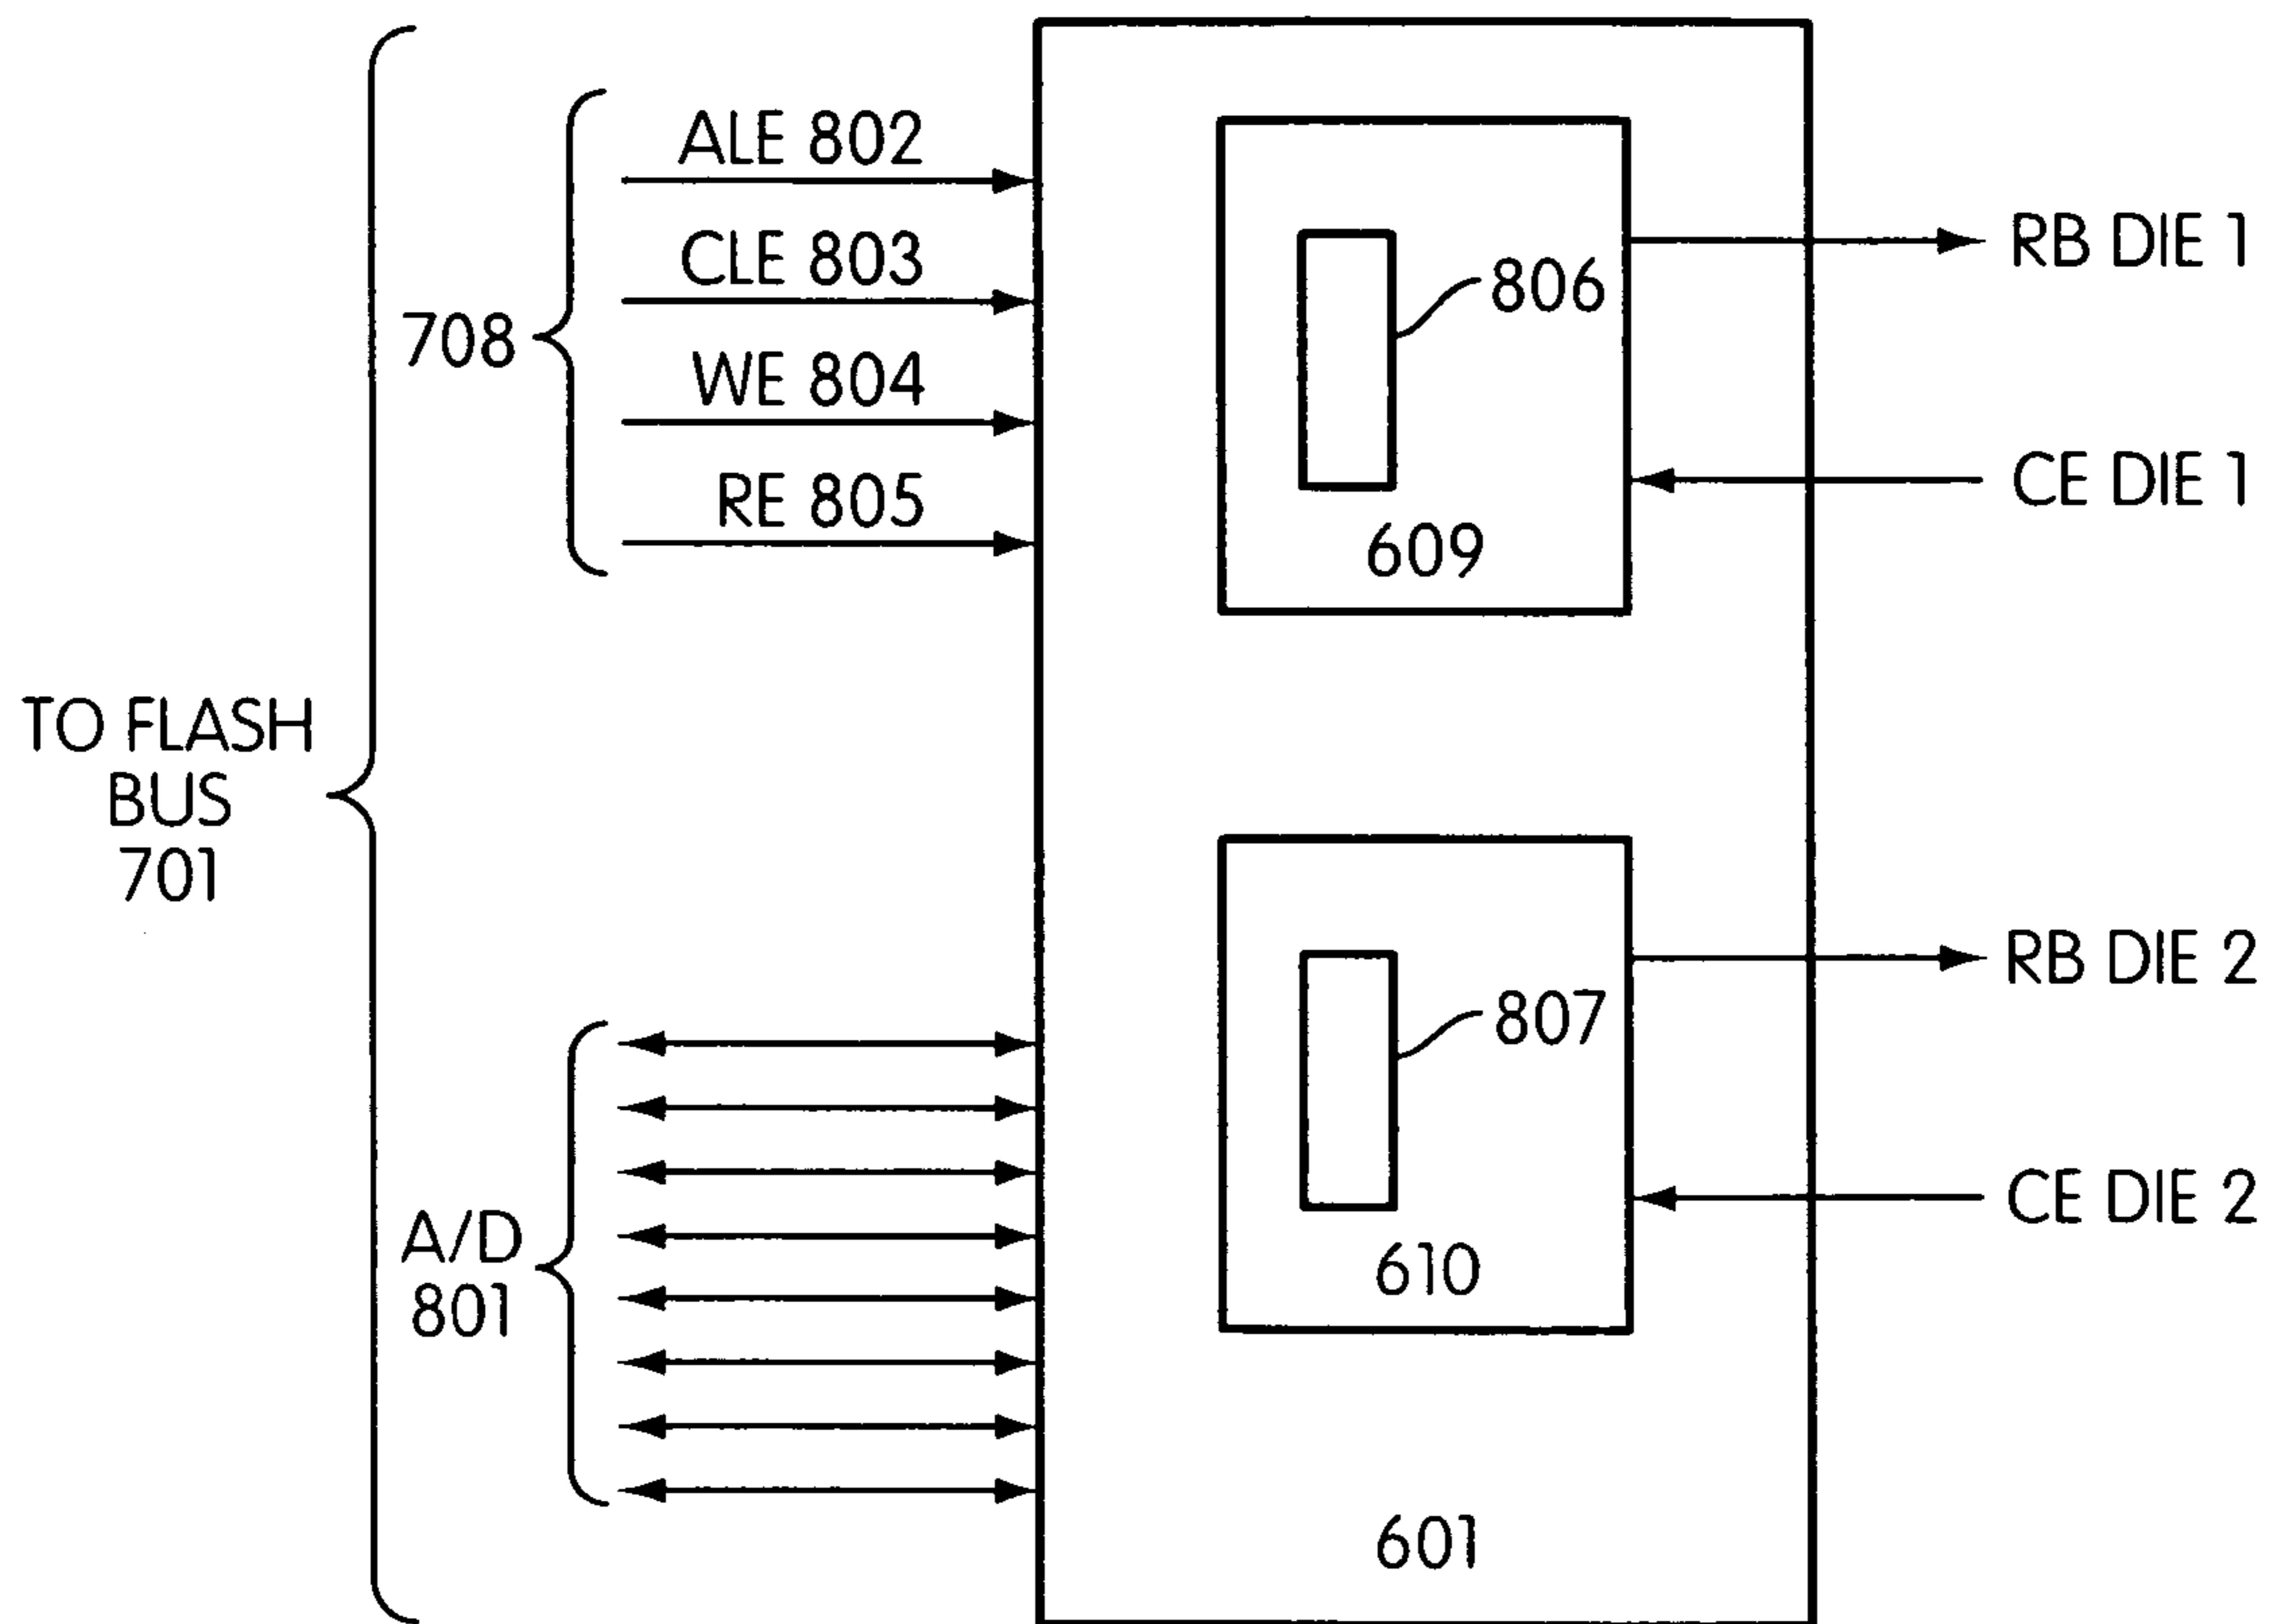 ALE 802
CLE 803
708
WE 804
RE 805
TO FLASH
BUS
701
A/D
801
806
609
RB DIE 1
CE DIE 1
807
610
RB DIE 2
CE DIE 2
601